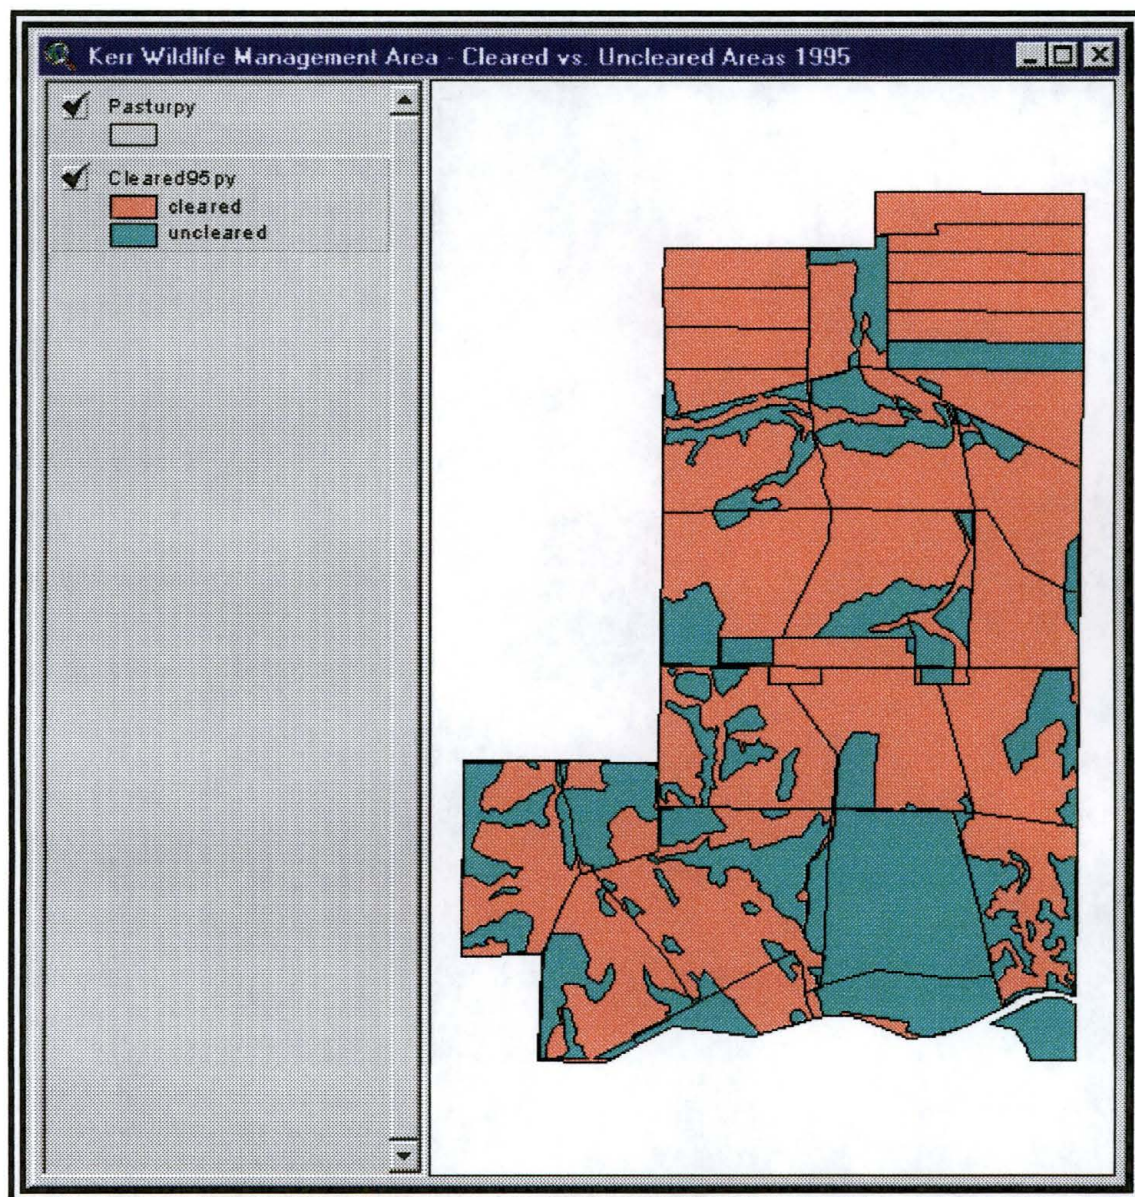 Kerr Wildlife Management Area - Cleared vs. Uncleared Areas 1995
Pasturpy
Cleared95py
cleared
uncleared